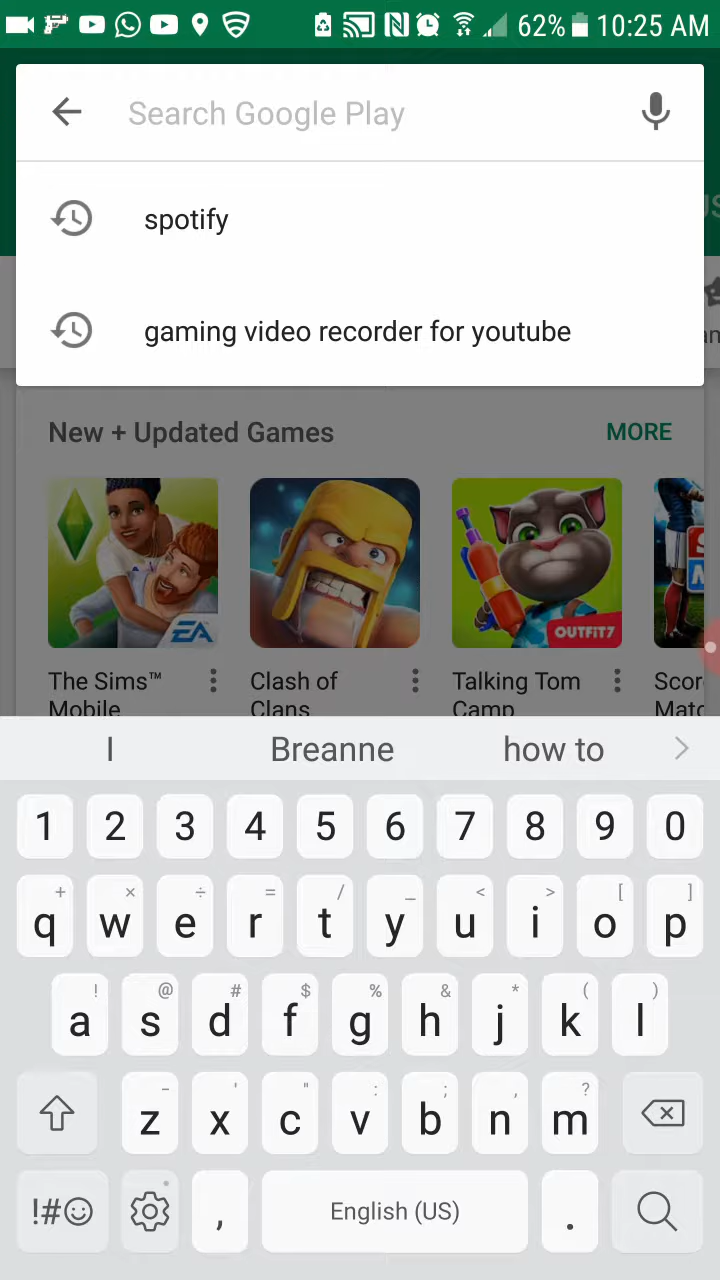 62% 10:25 AM
Search Google Play
spotify
gaming video recorder for youtube
New + Updated Games
MORE
EA
OUTFIT7
The Sims™
Mobile
Clash of
Clans
Talking Tom
Camp
Scor
Matc
I
Breanne
how to
1 2 3 4 5 6 7 8 9 0
+ × ÷ = / _ < > [ ]
q w e r t y u i o p
! @ # $ % & * ( )
a s d f g h j k l
- ' " : ; , ?
z x c v b n m
!#☺ , English (US) .